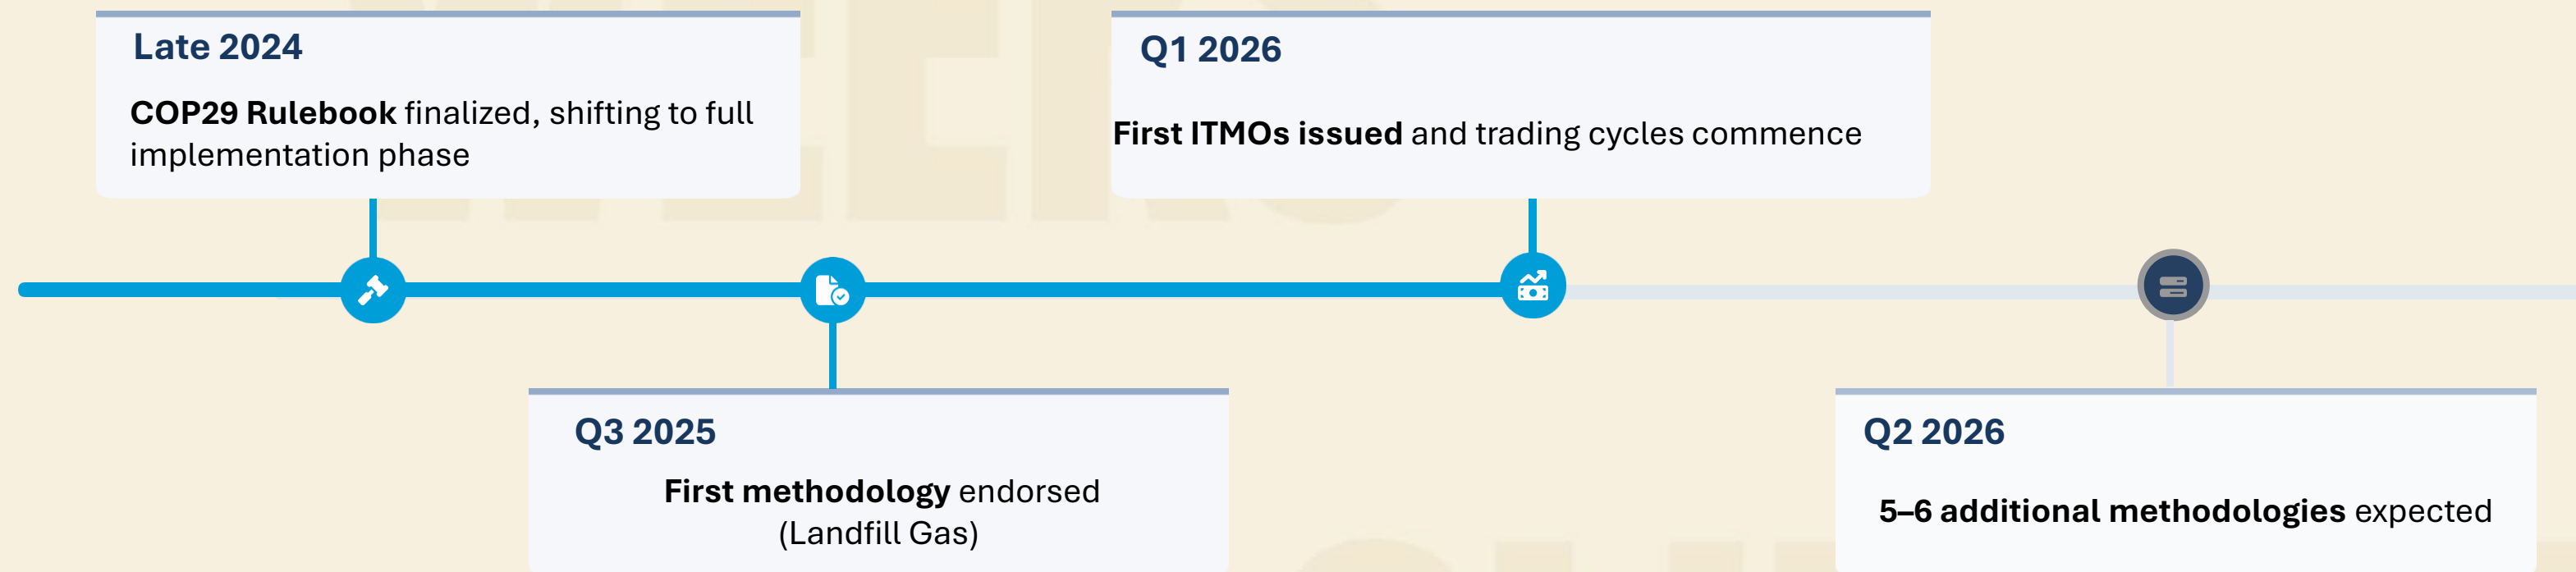 Late 2024
COP29 Rulebook finalized, shifting to full
implementation phase
Q3 2025
First methodology endorsed
(Landfill Gas)
Q1 2026
First ITMOs issued and trading cycles commence
Q2 2026
5–6 additional methodologies expected